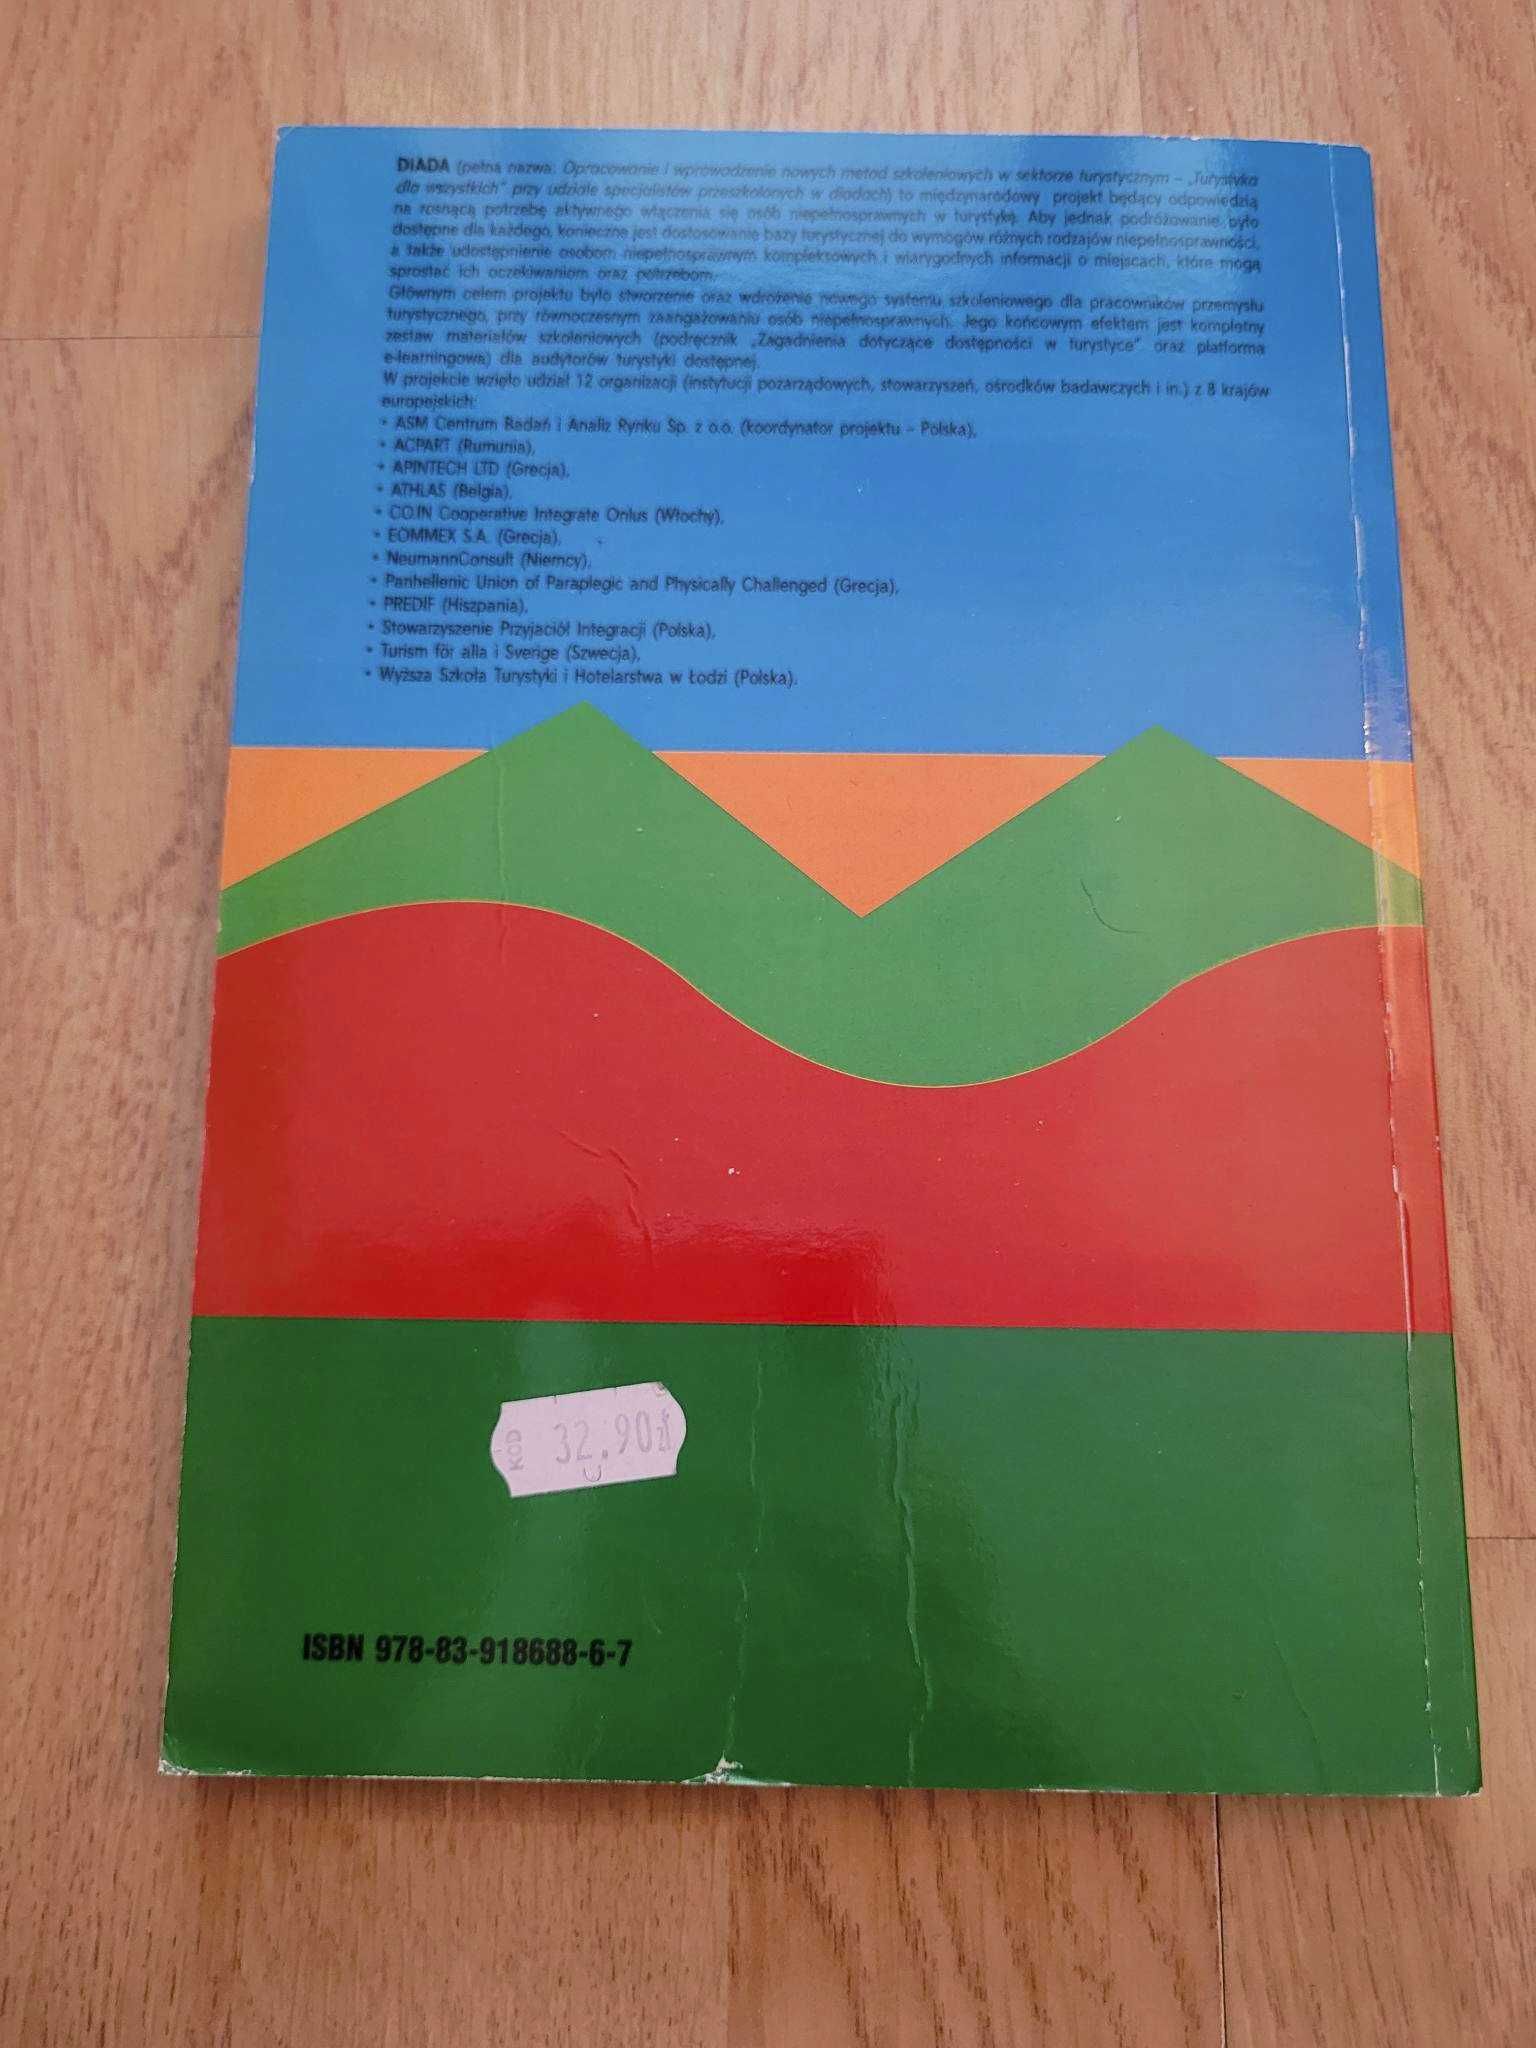 DIADA (pełna nazwa: Opracowanie i wprowadzenie nowych metod szkoleniowych w sektorze turystycznym – „Turystyka
dla wszystkich" przy udziale specjalistów przeszkolonych w diadach) to międzynarodowy projekt będący odpowiedzią
na rosnącą potrzebę aktywnego włączenia się osób niepełnosprawnych w turystykę. Aby jednak podróżowanie było
dostępne dla każdego, konieczne jest dostosowanie bazy turystycznej do wymogów różnych rodzajów niepełnosprawności,
a także udostępnienie osobom niepełnosprawnym kompleksowych i wiarygodnych informacji o miejscach, które mogą
sprostać ich oczekiwaniom oraz potrzebom.
Głównym celem projektu było stworzenie oraz wdrożenie nowego systemu szkoleniowego dla pracowników przemysłu
turystycznego, przy równoczesnym zaangażowaniu osób niepełnosprawnych. Jego końcowym efektem jest kompletny
zestaw materiałów szkoleniowych (podręcznik „Zagadnienia dotyczące dostępności w turystyce" oraz platforma
e-learningowa) dla audytorów turystyki dostępnej.
W projekcie wzięło udział 12 organizacji (instytucji pozarządowych, stowarzyszeń, ośrodków badawczych i in.) z 8 krajów
europejskich:
• ASM Centrum Badań i Analiz Rynku Sp. z o.o. (koordynator projektu – Polska),
• ACPART (Rumunia),
• APINTECH LTD (Grecja),
• ATHLAS (Belgia),
• CO.IN Cooperative Integrate Onlus (Włochy),
• EOMMEX S.A. (Grecja),
• NeumannConsult (Niemcy),
• Panhellenic Union of Paraplegic and Physically Challenged (Grecja),
• PREDIF (Hiszpania),
• Stowarzyszenie Przyjaciół Integracji (Polska),
• Turism för alla i Sverige (Szwecja),
• Wyższa Szkoła Turystyki i Hotelarstwa w Łodzi (Polska).
KOD 32.90zł
ISBN 978-83-918688-6-7